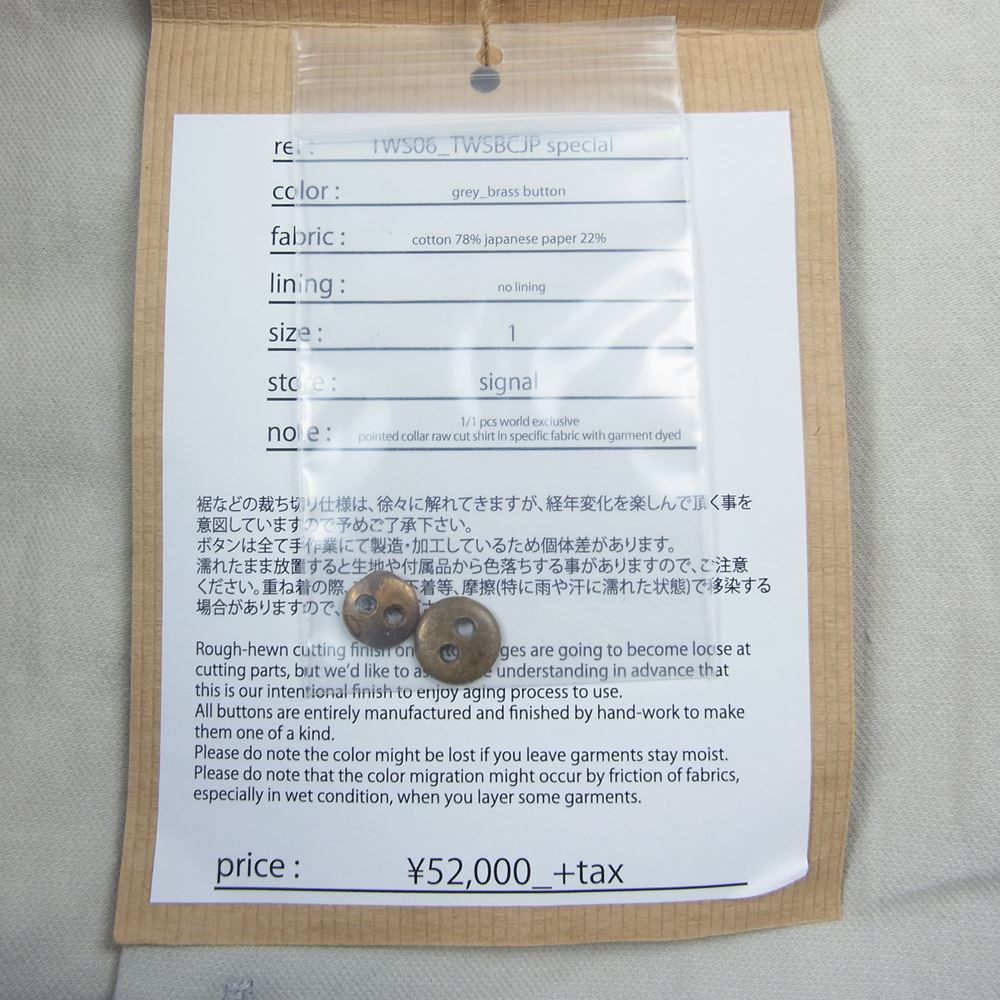 ref : TWS06_TWSBCJP special
color : grey_brass button
fabric : cotton 78% japanese paper 22%
lining : no lining
size : 1
store : signal
note : 1/1 pcs world exclusive
pointed collar raw cut shirt in specific fabric with garment dyed
裾などの裁ち切り仕様は、徐々に解れてきますが、経年変化を楽しんで頂く事を
意図していますので予めご了承下さい。
ボタンは全て手作業にて製造・加工しているため個体差があります。
濡れたまま放置すると生地や付属品から色落ちする事がありますので、ご注意
ください。重ね着の際、下着等、摩擦(特に雨や汗に濡れた状態)で移染する
場合がありますので、
Rough-hewn cutting finish on edges are going to become loose at
cutting parts, but we'd like to understanding in advance that
this is our intentional finish to enjoy aging process to use.
All buttons are entirely manufactured and finished by hand-work to make
them one of a kind.
Please do note the color might be lost if you leave garments stay moist.
Please do note that the color migration might occur by friction of fabrics,
especially in wet condition, when you layer some garments.
price : ¥52,000_+tax